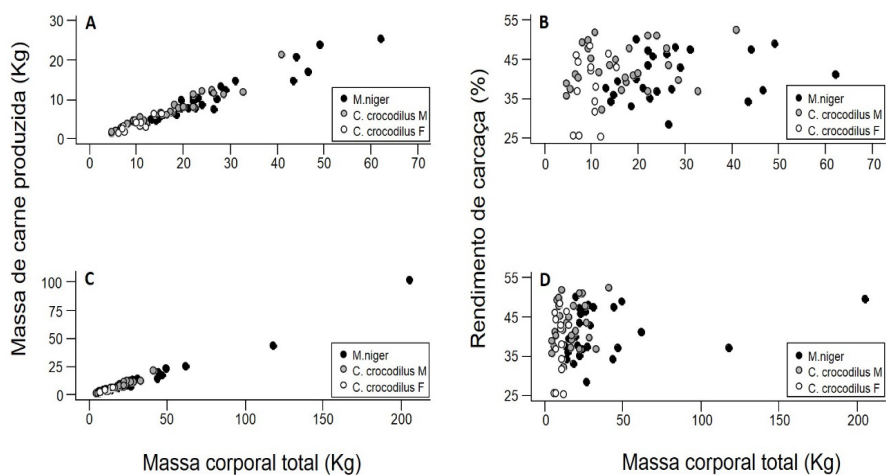 A
30
20
10
0
0 10 20 30 40 50 60 70
M.niger
C. crocodilus M
C. crocodilus F
B
55
45
35
25
0 10 20 30 40 50 60 70
M.niger
C. crocodilus M
C. crocodilus F
Massa de carne produzida (Kg)
Rendimento de carcaça (%)
C
100
75
50
25
0
0 50 100 150 200
M.niger
C. crocodilus M
C. crocodilus F
D
55
45
35
25
0 50 100 150 200
M.niger
C. crocodilus M
C. crocodilus F
Massa corporal total (Kg)
Massa corporal total (Kg)